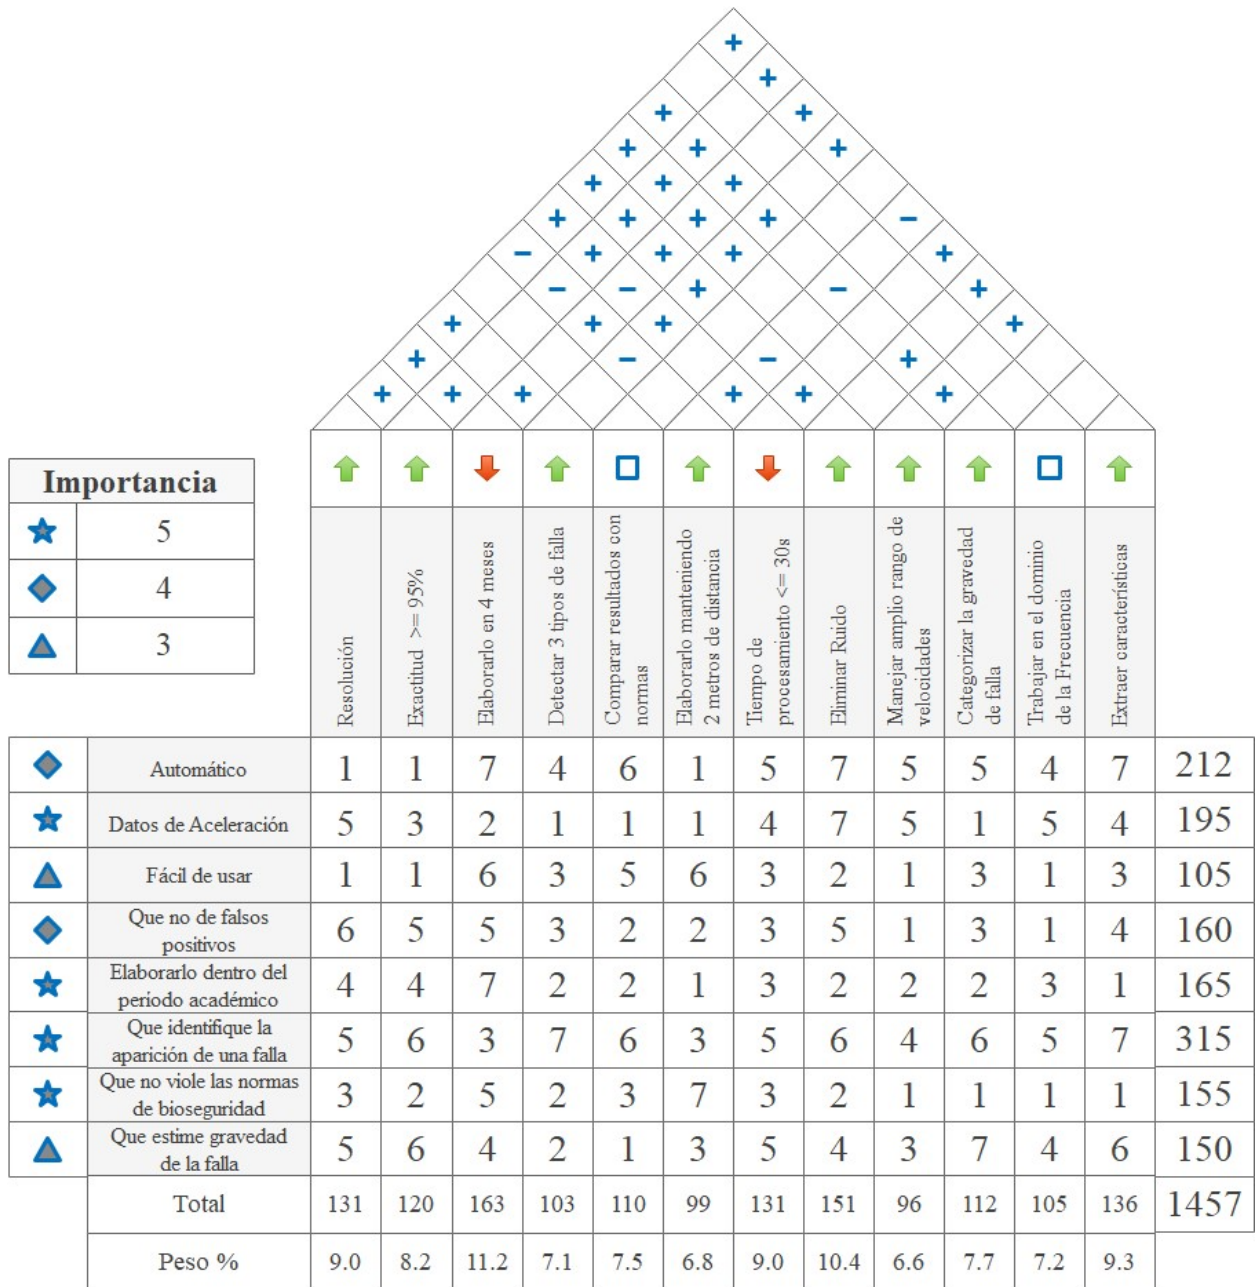 Importancia
5
4
3
Resolución
Exactitud >= 95%
Elaborarlo en 4 meses
Detectar 3 tipos de falla
Comparar resultados con
normas
Elaborarlo manteniendo
2 metros de distancia
Tiempo de
procesamiento <= 30s
Eliminar Ruido
Manejar amplio rango de
velocidades
Categorizar la gravedad
de falla
Trabajar en el dominio
de la Frecuencia
Extraer características
Automático 1 1 7 4 6 1 5 7 5 5 4 7 212
Datos de Aceleración 5 3 2 1 1 1 4 7 5 1 5 4 195
Fácil de usar 1 1 6 3 5 6 3 2 1 3 1 3 105
Que no de falsos
positivos 6 5 5 3 2 2 3 5 1 3 1 4 160
Elaborarlo dentro del
período académico 4 4 7 2 2 1 3 2 2 2 3 1 165
Que identifique la
aparición de una falla 5 6 3 7 6 3 5 6 4 6 5 7 315
Que no viole las normas
de bioseguridad 3 2 5 2 3 7 3 2 1 1 1 1 155
Que estime gravedad
de la falla 5 6 4 2 1 3 5 4 3 7 4 6 150
Total 131 120 163 103 110 99 131 151 96 112 105 136 1457
Peso % 9.0 8.2 11.2 7.1 7.5 6.8 9.0 10.4 6.6 7.7 7.2 9.3